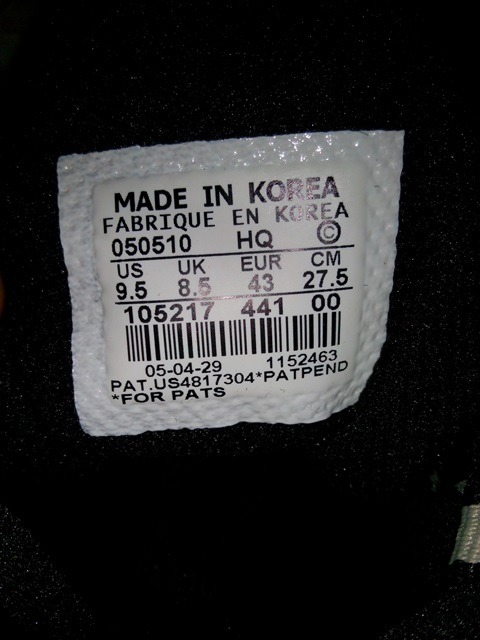 MADE IN KOREA
FABRIQUE EN KOREA
050510 HQ ©
US UK EUR CM
9.5 8.5 43 27.5
105217 441 00
05-04-29 1152463
PAT.US4817304*PATPEND
*FOR PATS